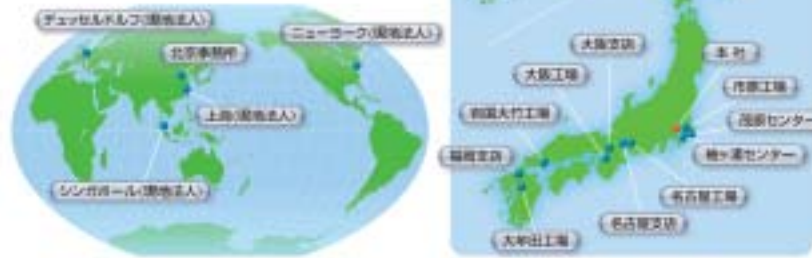 デュッセルドルフ(現地法人)
北京事務所
ニューヨーク(現地法人)
上海(現地法人)
シンガポール(現地法人)
大阪支店
本社
大阪工場
市原工場
岩国大竹工場
茂原センター
福岡支店
袖ヶ浦センター
名古屋工場
名古屋支店
大牟田工場